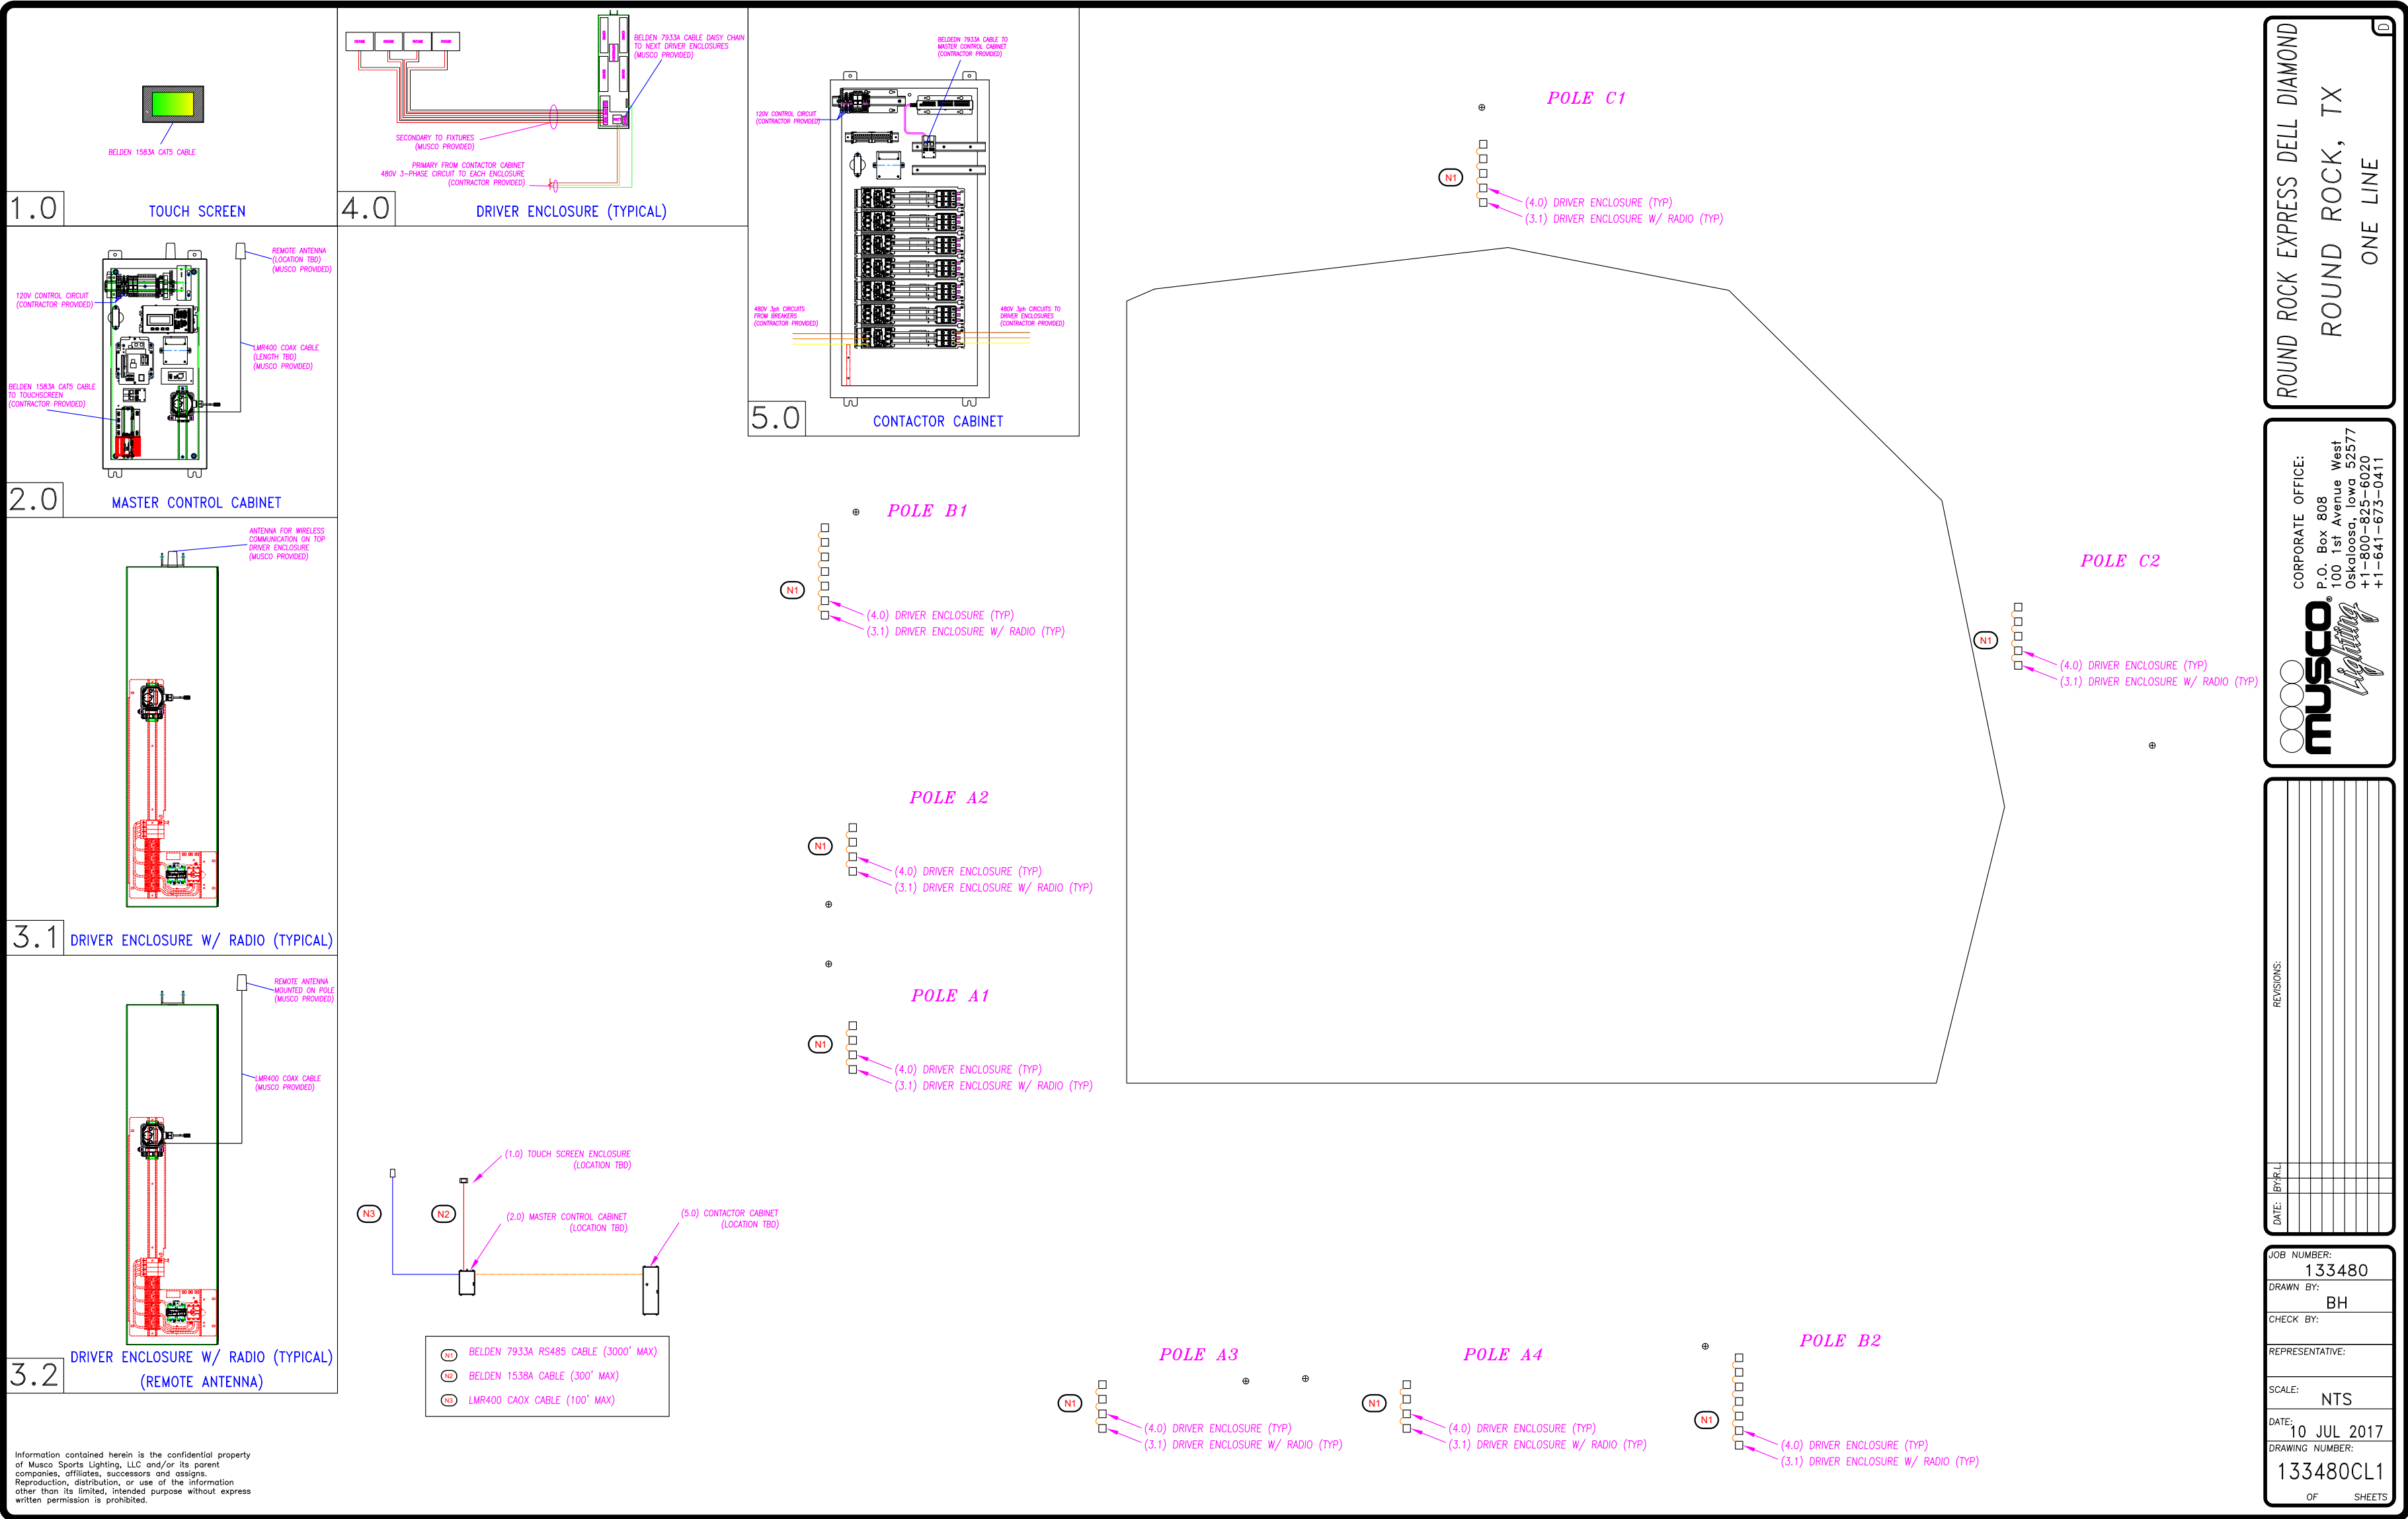 BELDEN 1583A CAT5 CABLE
1.0
TOUCH SCREEN
FIXTURE FIXTURE FIXTURE FIXTURE
BELDEN 7933A CABLE DAISY CHAIN
TO NEXT DRIVER ENCLOSURES
(MUSCO PROVIDED)
SECONDARY TO FIXTURES
(MUSCO PROVIDED)
PRIMARY FROM CONTACTOR CABINET
480V 3-PHASE CIRCUIT TO EACH ENCLOSURE
(CONTRACTOR PROVIDED)
4.0
DRIVER ENCLOSURE (TYPICAL)
BELDEDN 7933A CABLE TO
MASTER CONTROL CABINET
(CONTRACTOR PROVIDED)
120V CONTROL CIRCUIT
(CONTRACTOR PROVIDED)
480V 3ph CIRCUITS
FROM BREAKERS
(CONTRACTOR PROVIDED)
480V 3ph CIRCUITS TO
DRIVER ENCLOSURES
(CONTRACTOR PROVIDED)
5.0
CONTACTOR CABINET
REMOTE ANTENNA
(LOCATION TBD)
(MUSCO PROVIDED)
120V CONTROL CIRCUIT
(CONTRACTOR PROVIDED)
LMR400 COAX CABLE
(LENGTH TBD)
(MUSCO PROVIDED)
BELDEN 1583A CAT5 CABLE
TO TOUCHSCREEN
(CONTRACTOR PROVIDED)
2.0
MASTER CONTROL CABINET
ANTENNA FOR WIRELESS
COMMUNICATION ON TOP
DRIVER ENCLOSURE
(MUSCO PROVIDED)
3.1
DRIVER ENCLOSURE W/ RADIO (TYPICAL)
REMOTE ANTENNA
MOUNTED ON POLE
(MUSCO PROVIDED)
LMR400 COAX CABLE
(MUSCO PROVIDED)
3.2
DRIVER ENCLOSURE W/ RADIO (TYPICAL)
(REMOTE ANTENNA)
Information contained herein is the confidential property
of Musco Sports Lighting, LLC and/or its parent
companies, affiliates, successors and assigns.
Reproduction, distribution, or use of the information
other than its limited, intended purpose without express
written permission is prohibited.
POLE C1
N1
(4.0) DRIVER ENCLOSURE (TYP)
(3.1) DRIVER ENCLOSURE W/ RADIO (TYP)
POLE B1
N1
(4.0) DRIVER ENCLOSURE (TYP)
(3.1) DRIVER ENCLOSURE W/ RADIO (TYP)
POLE C2
N1
(4.0) DRIVER ENCLOSURE (TYP)
(3.1) DRIVER ENCLOSURE W/ RADIO (TYP)
POLE A2
N1
(4.0) DRIVER ENCLOSURE (TYP)
(3.1) DRIVER ENCLOSURE W/ RADIO (TYP)
POLE A1
N1
(4.0) DRIVER ENCLOSURE (TYP)
(3.1) DRIVER ENCLOSURE W/ RADIO (TYP)
(1.0) TOUCH SCREEN ENCLOSURE
(LOCATION TBD)
N3
N2
(2.0) MASTER CONTROL CABINET
(LOCATION TBD)
(5.0) CONTACTOR CABINET
(LOCATION TBD)
N1 BELDEN 7933A RS485 CABLE (3000' MAX)
N2 BELDEN 1538A CABLE (300' MAX)
N3 LMR400 CAOX CABLE (100' MAX)
POLE A3
N1
(4.0) DRIVER ENCLOSURE (TYP)
(3.1) DRIVER ENCLOSURE W/ RADIO (TYP)
POLE A4
N1
(4.0) DRIVER ENCLOSURE (TYP)
(3.1) DRIVER ENCLOSURE W/ RADIO (TYP)
POLE B2
N1
(4.0) DRIVER ENCLOSURE (TYP)
(3.1) DRIVER ENCLOSURE W/ RADIO (TYP)
D
ROUND ROCK EXPRESS DELL DIAMOND
ROUND ROCK, TX
ONE LINE
CORPORATE OFFICE:
P.O. Box 808
100 1st Avenue West
Oskaloosa, Iowa 52577
+1-800-825-6020
+1-641-673-0411
MUSCO®
Lighting
REVISIONS:
DATE: BY: R.L.
JOB NUMBER:
133480
DRAWN BY:
BH
CHECK BY:
REPRESENTATIVE:
SCALE:
NTS
DATE:
10 JUL 2017
DRAWING NUMBER:
133480CL1
OF SHEETS